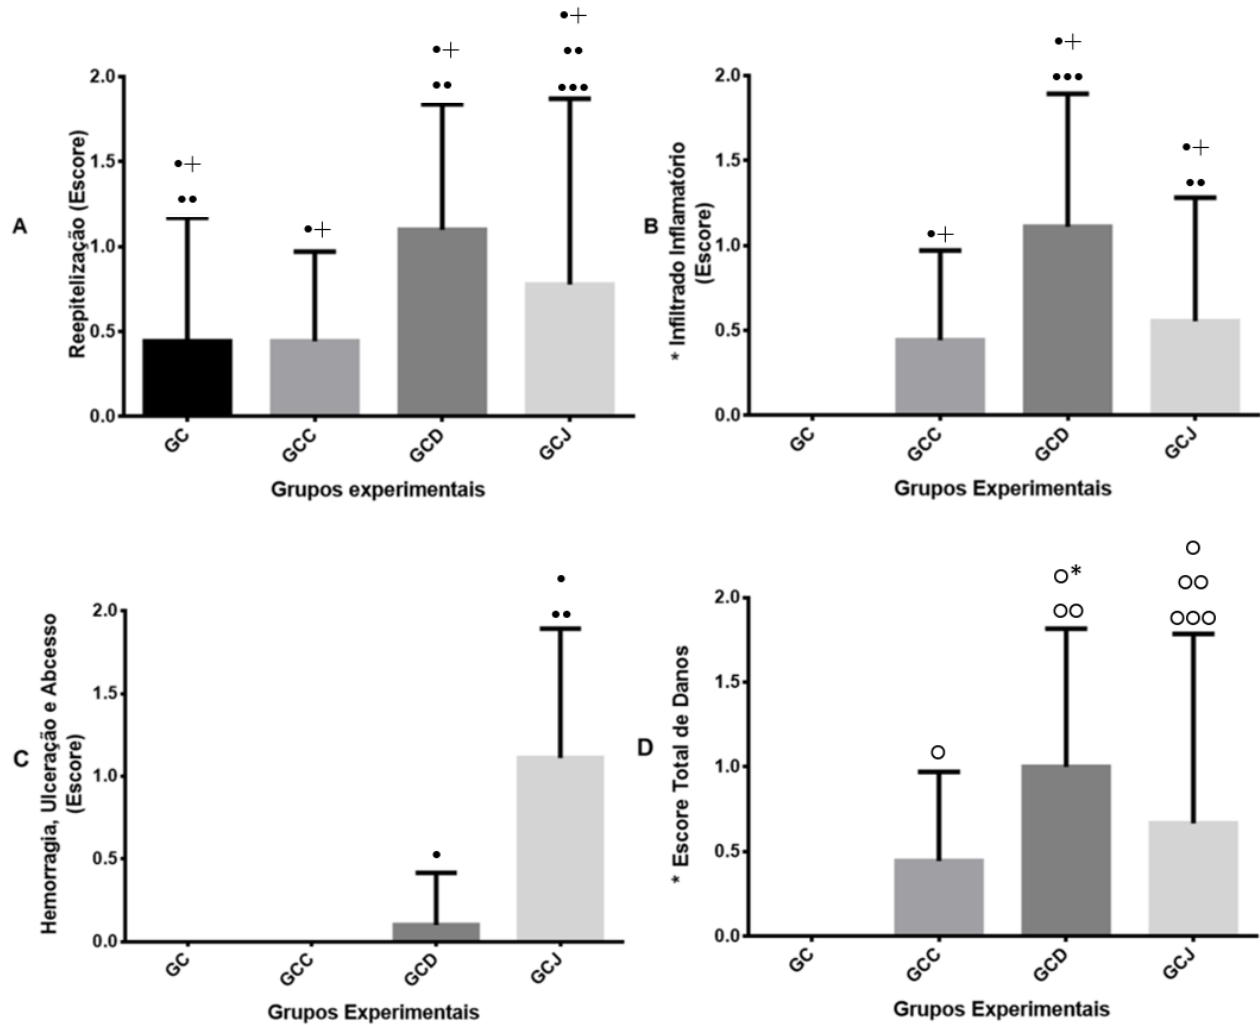 A
Reepitelização (Escore)
2.0
1.5
1.0
0.5
0.0
•+
••
•+
•+
••
•+
••
•••
GC
GCC
GCD
GCJ
Grupos experimentais
B
* Infiltrado Inflamatório
(Escore)
2.0
1.5
1.0
0.5
0.0
•+
•+
•••
•+
••
GC
GCC
GCD
GCJ
Grupos Experimentais
C
Hemorragia, Ulceração e Abcesso
(Escore)
2.0
1.5
1.0
0.5
0.0
•
•
••
GC
GCC
GCD
GCJ
Grupos Experimentais
D
* Escore Total de Danos
2.0
1.5
1.0
0.5
0.0
○
○*
○○
○
○○
○○○
GC
GCC
GCD
GCJ
Grupos Experimentais